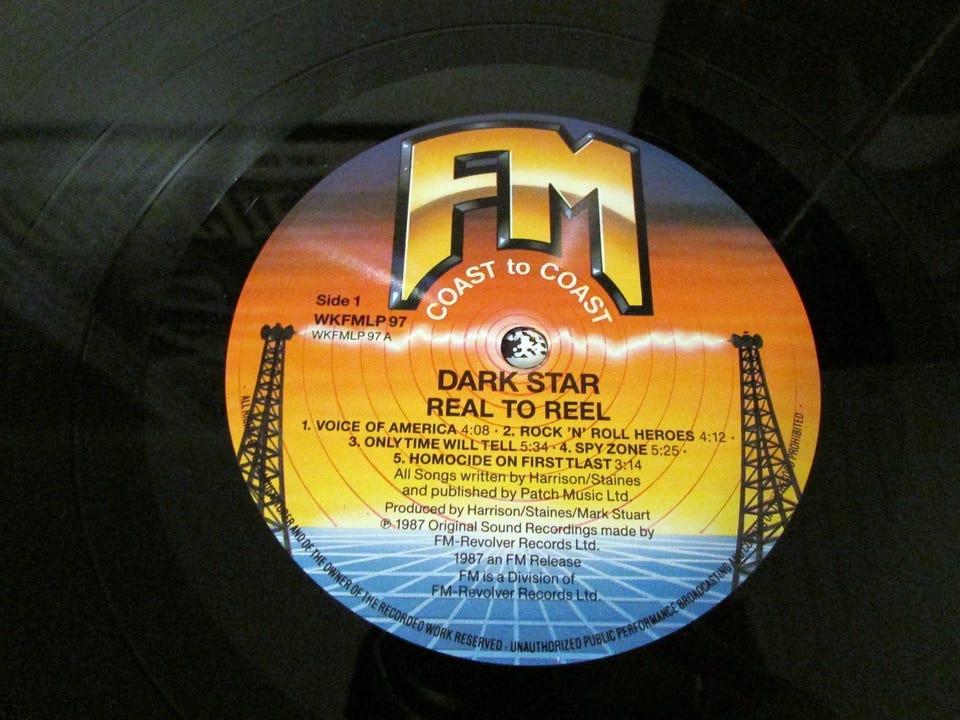 FM
COAST to COAST
Side 1
WKFMLP 97
WKFMLP 97 A
DARK STAR
REAL TO REEL
1. VOICE OF AMERICA 4:08 · 2. ROCK 'N' ROLL HEROES 4:12 ·
3. ONLY TIME WILL TELL 5:34 · 4. SPY ZONE 5:25 ·
5. HOMOCIDE ON FIRSTTLAST 3:14
All Songs written by Harrison/Staines
and published by Patch Music Ltd.
Produced by Harrison/Staines/Mark Stuart
℗ 1987 Original Sound Recordings made by
FM-Revolver Records Ltd.
1987 an FM Release
FM is a Division of
FM-Revolver Records Ltd.
ALL AND OF THE OWNER OF THE RECORDED WORK RESERVED · UNAUTHORIZED PUBLIC PERFORMANCE BROADCASTING AND PROHIBITED ·